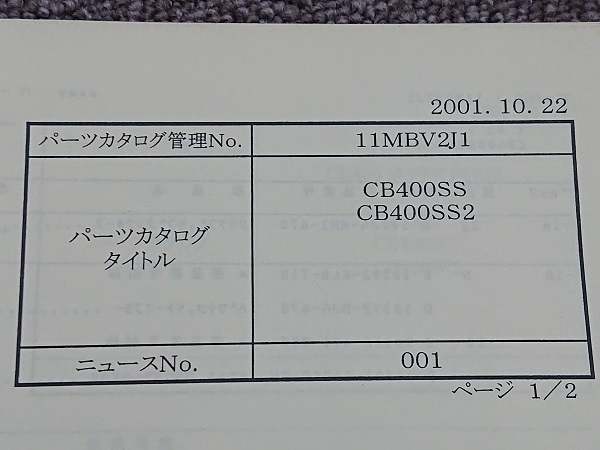 2001. 10. 22
パーツカタログ管理No. 11MBV2J1
パーツカタログ
タイトル
CB400SS
CB400SS2
ニュースNo. 001
ページ 1/2